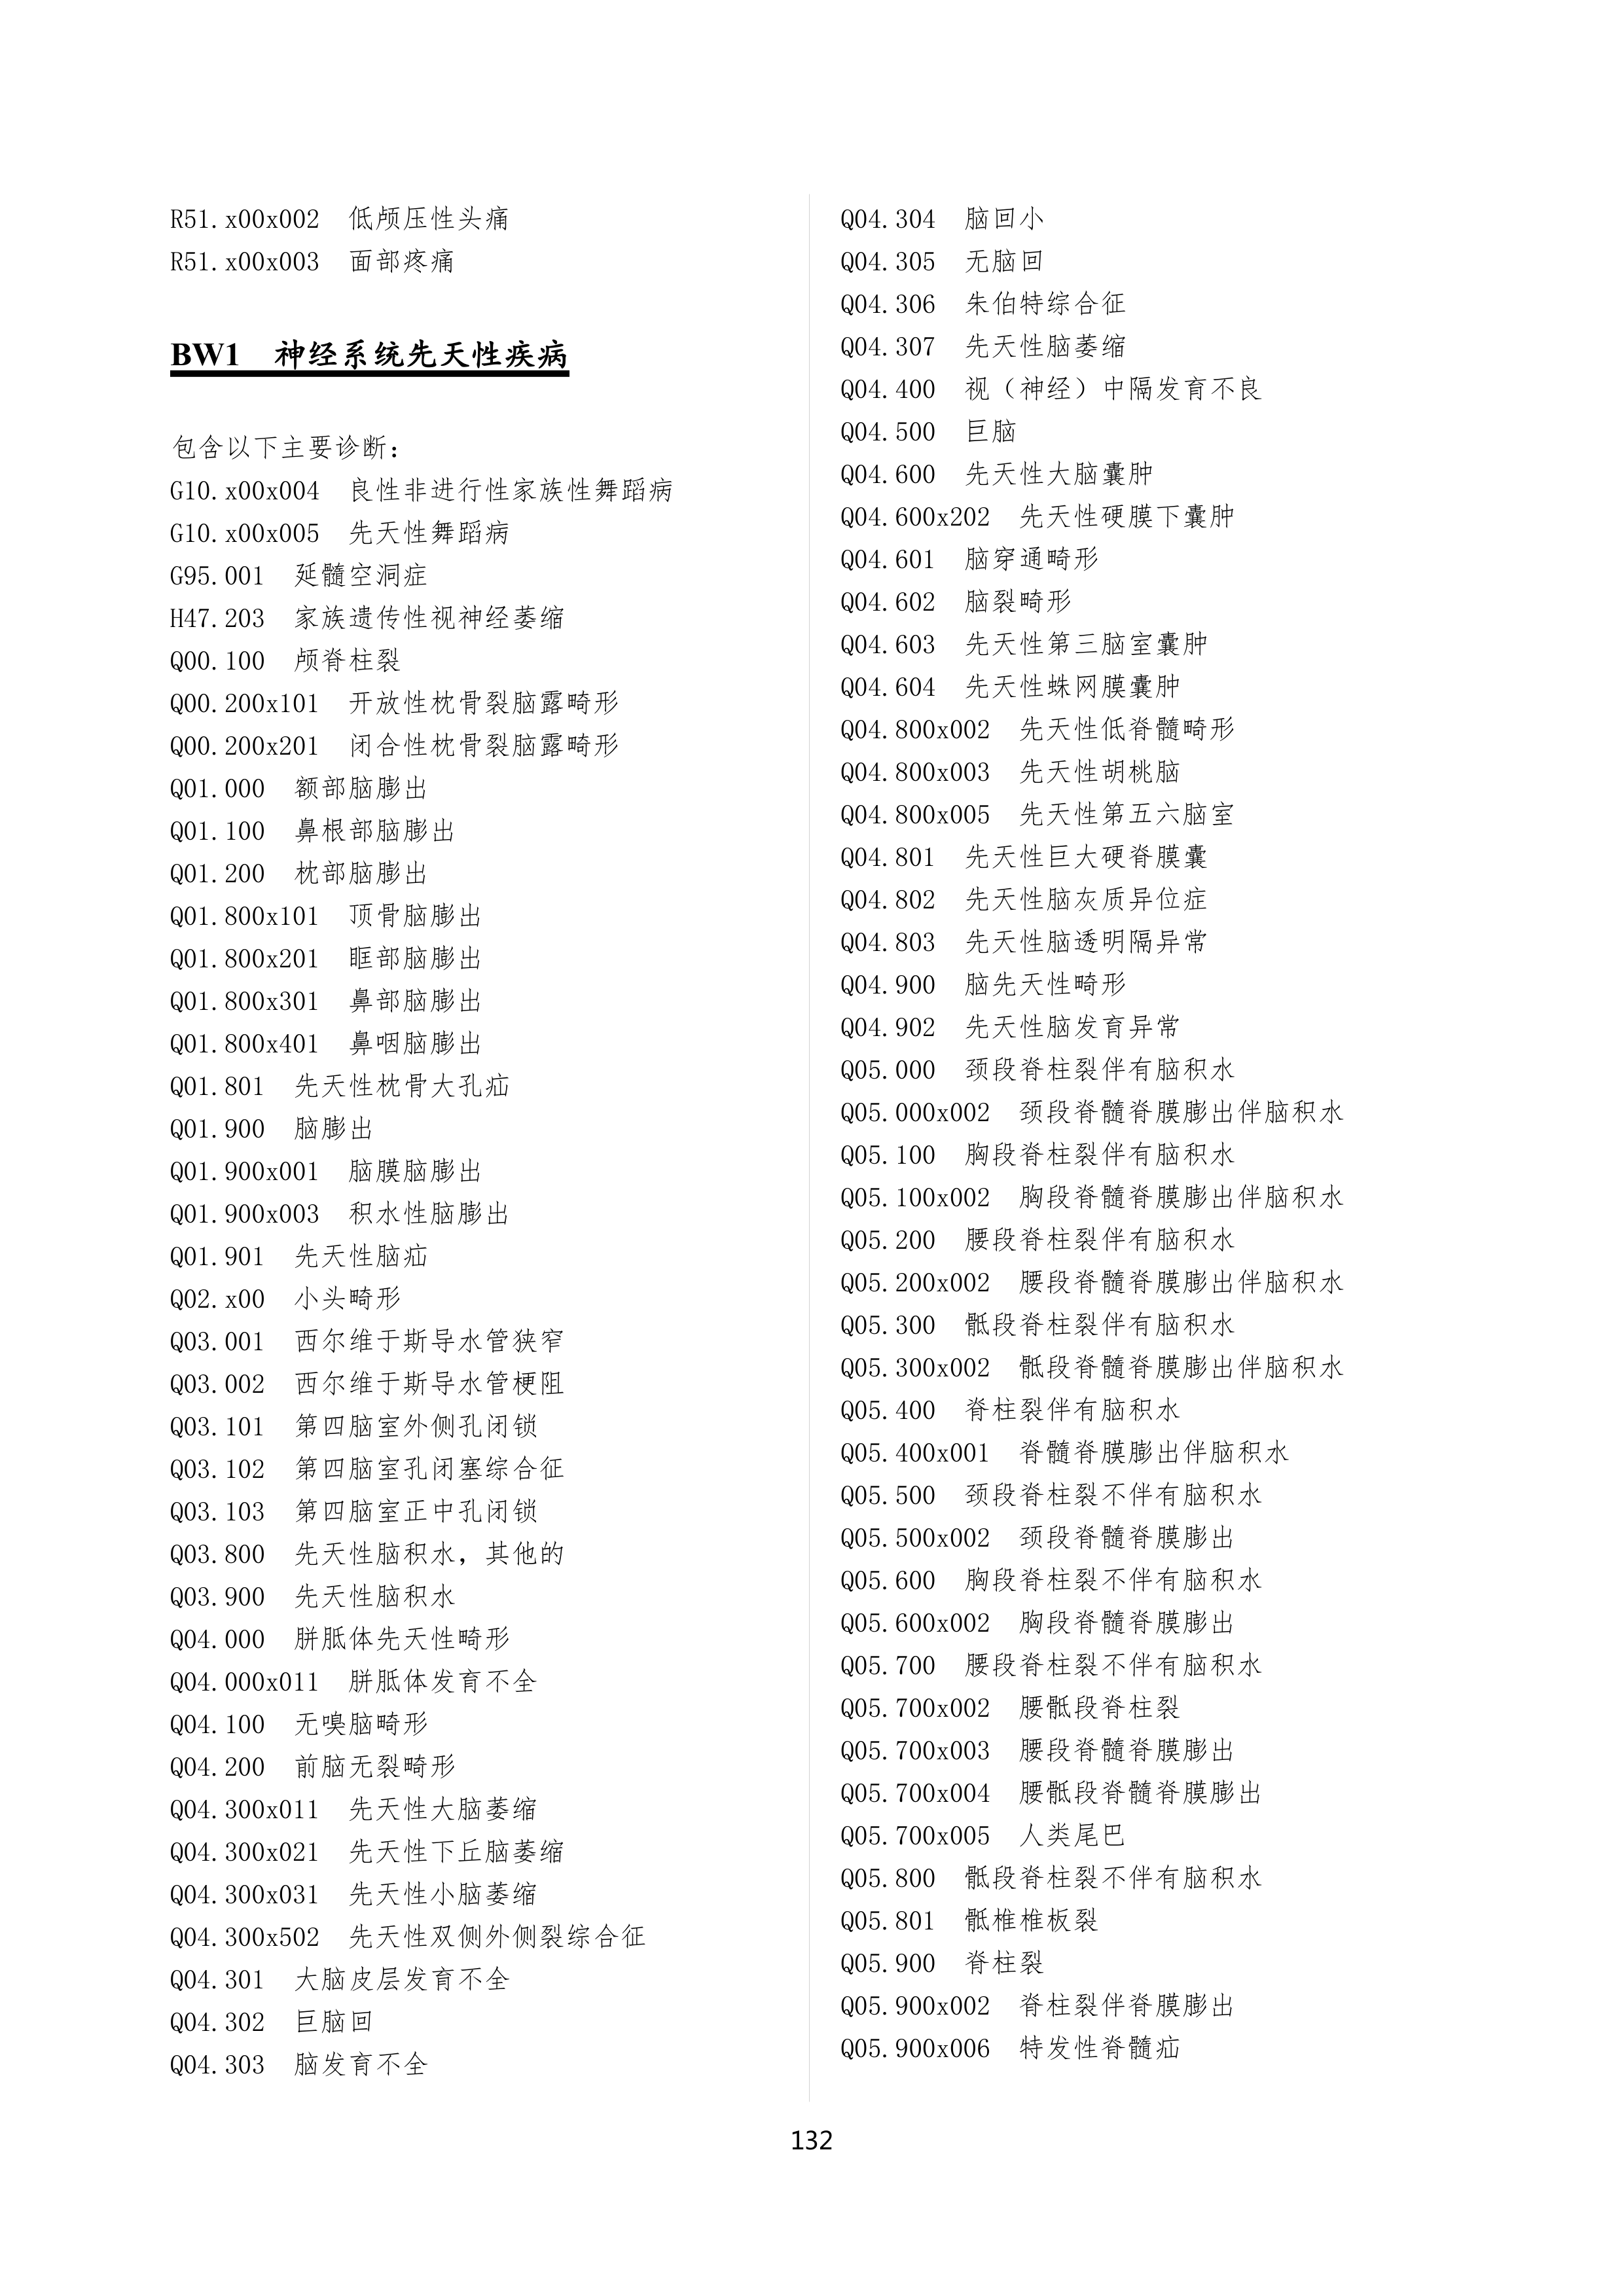 R51.x00x002 低颅压性头痛
R51.x00x003 面部疼痛
BW1 神经系统先天性疾病
包含以下主要诊断：
G10.x00x004 良性非进行性家族性舞蹈病
G10.x00x005 先天性舞蹈病
G95.001 延髓空洞症
H47.203 家族遗传性视神经萎缩
Q00.100 颅脊柱裂
Q00.200x101 开放性枕骨裂脑露畸形
Q00.200x201 闭合性枕骨裂脑露畸形
Q01.000 额部脑膨出
Q01.100 鼻根部脑膨出
Q01.200 枕部脑膨出
Q01.800x101 顶骨脑膨出
Q01.800x201 眶部脑膨出
Q01.800x301 鼻部脑膨出
Q01.800x401 鼻咽脑膨出
Q01.801 先天性枕骨大孔疝
Q01.900 脑膨出
Q01.900x001 脑膜脑膨出
Q01.900x003 积水性脑膨出
Q01.901 先天性脑疝
Q02.x00 小头畸形
Q03.001 西尔维于斯导水管狭窄
Q03.002 西尔维于斯导水管梗阻
Q03.101 第四脑室外侧孔闭锁
Q03.102 第四脑室孔闭塞综合征
Q03.103 第四脑室正中孔闭锁
Q03.800 先天性脑积水，其他的
Q03.900 先天性脑积水
Q04.000 胼胝体先天性畸形
Q04.000x011 胼胝体发育不全
Q04.100 无嗅脑畸形
Q04.200 前脑无裂畸形
Q04.300x011 先天性大脑萎缩
Q04.300x021 先天性下丘脑萎缩
Q04.300x031 先天性小脑萎缩
Q04.300x502 先天性双侧外侧裂综合征
Q04.301 大脑皮层发育不全
Q04.302 巨脑回
Q04.303 脑发育不全
Q04.304 脑回小
Q04.305 无脑回
Q04.306 朱伯特综合征
Q04.307 先天性脑萎缩
Q04.400 视（神经）中隔发育不良
Q04.500 巨脑
Q04.600 先天性大脑囊肿
Q04.600x202 先天性硬膜下囊肿
Q04.601 脑穿通畸形
Q04.602 脑裂畸形
Q04.603 先天性第三脑室囊肿
Q04.604 先天性蛛网膜囊肿
Q04.800x002 先天性低脊髓畸形
Q04.800x003 先天性胡桃脑
Q04.800x005 先天性第五六脑室
Q04.801 先天性巨大硬脊膜囊
Q04.802 先天性脑灰质异位症
Q04.803 先天性脑透明隔异常
Q04.900 脑先天性畸形
Q04.902 先天性脑发育异常
Q05.000 颈段脊柱裂伴有脑积水
Q05.000x002 颈段脊髓脊膜膨出伴脑积水
Q05.100 胸段脊柱裂伴有脑积水
Q05.100x002 胸段脊髓脊膜膨出伴脑积水
Q05.200 腰段脊柱裂伴有脑积水
Q05.200x002 腰段脊髓脊膜膨出伴脑积水
Q05.300 骶段脊柱裂伴有脑积水
Q05.300x002 骶段脊髓脊膜膨出伴脑积水
Q05.400 脊柱裂伴有脑积水
Q05.400x001 脊髓脊膜膨出伴脑积水
Q05.500 颈段脊柱裂不伴有脑积水
Q05.500x002 颈段脊髓脊膜膨出
Q05.600 胸段脊柱裂不伴有脑积水
Q05.600x002 胸段脊髓脊膜膨出
Q05.700 腰段脊柱裂不伴有脑积水
Q05.700x002 腰骶段脊柱裂
Q05.700x003 腰段脊髓脊膜膨出
Q05.700x004 腰骶段脊髓脊膜膨出
Q05.700x005 人类尾巴
Q05.800 骶段脊柱裂不伴有脑积水
Q05.801 骶椎椎板裂
Q05.900 脊柱裂
Q05.900x002 脊柱裂伴脊膜膨出
Q05.900x006 特发性脊髓疝
132